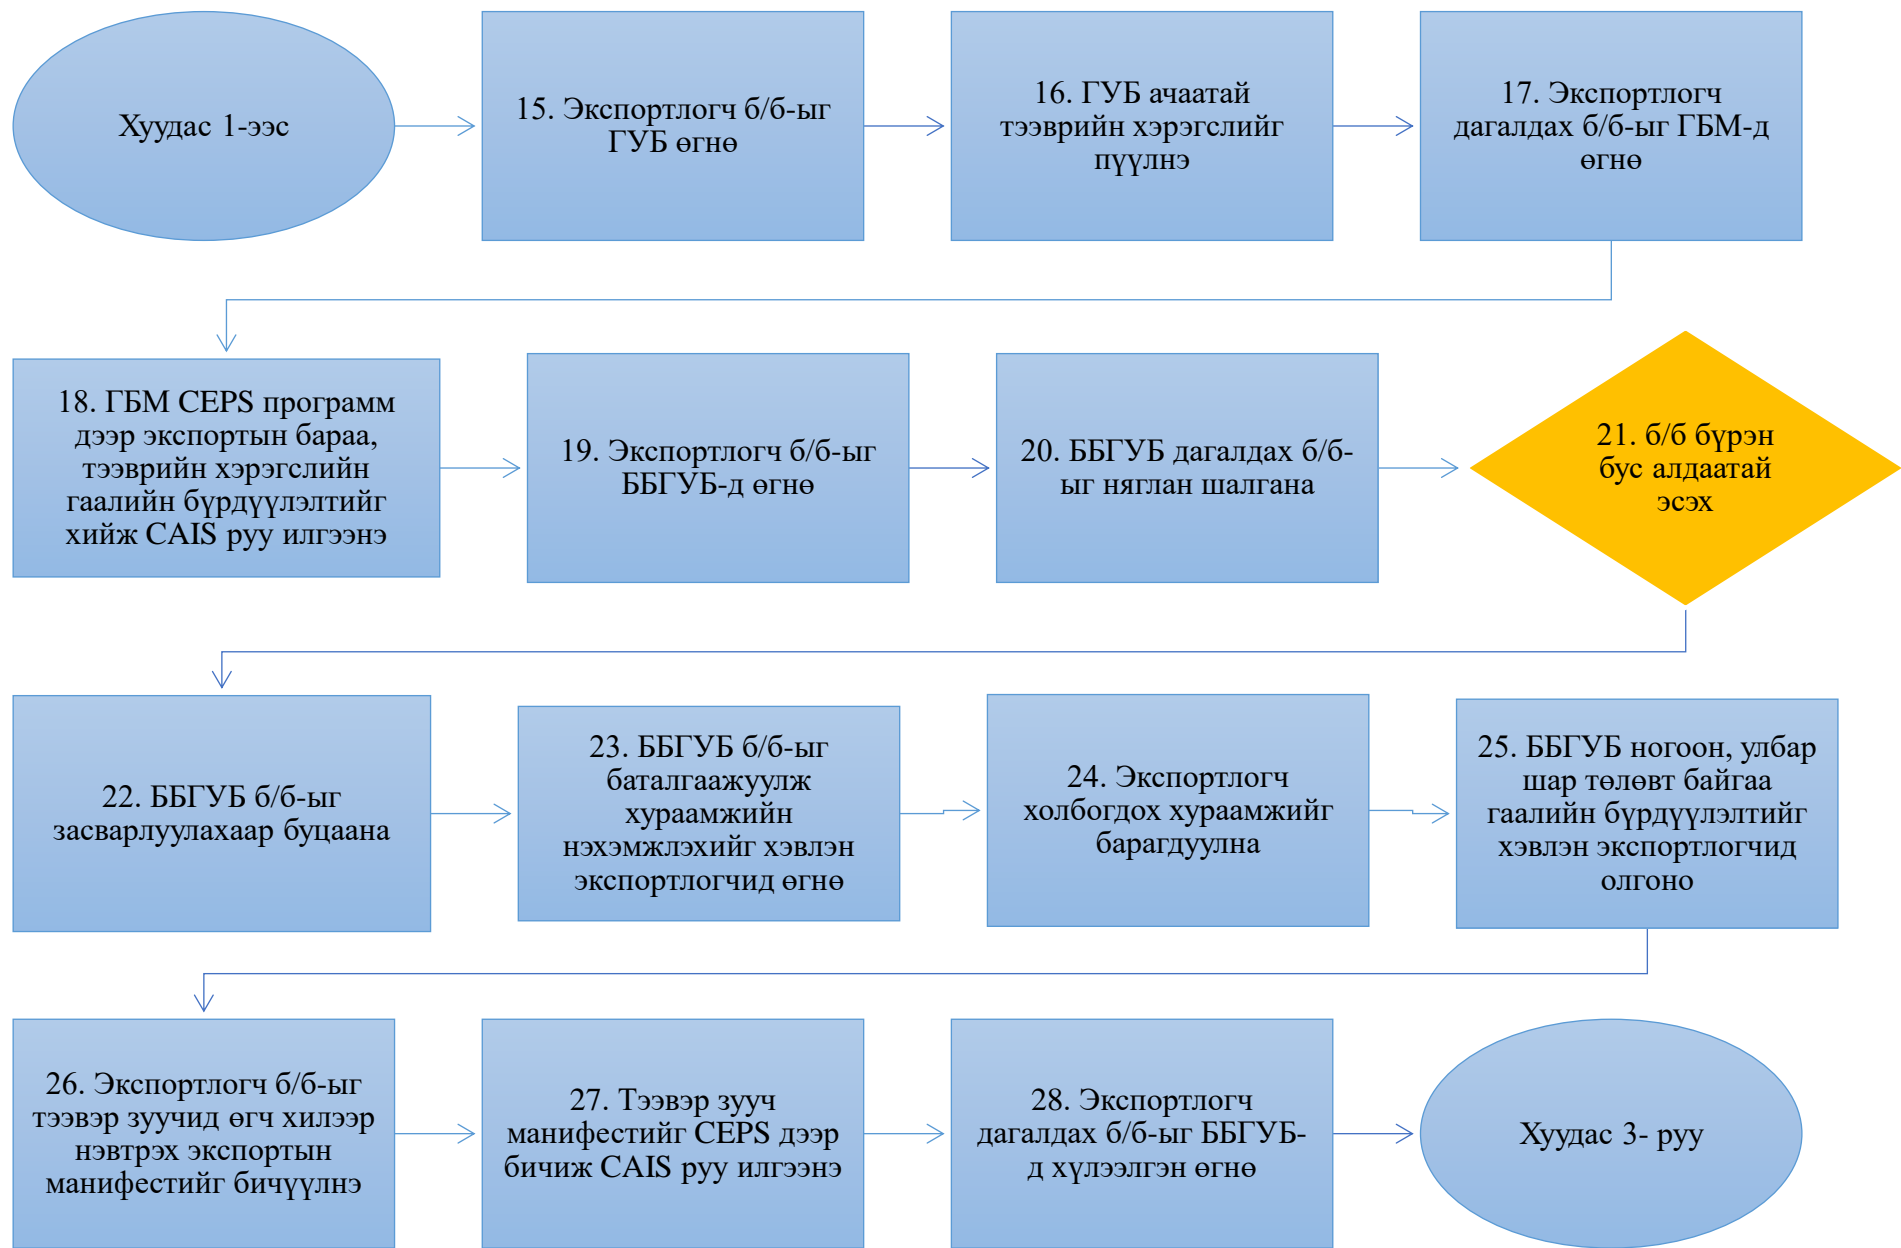 Хуудас 1-ээс
15. Экспортлогч б/б-ыг
ГУБ өгнө
16. ГУБ ачаатай
тээврийн хэрэгслийг
пүүлнэ
17. Экспортлогч
дагалдах б/б-ыг ГБМ-д
өгнө
18. ГБМ CEPS программ
дээр экспортын бараа,
тээврийн хэрэгслийн
гаалийн бүрдүүлэлтийг
хийж CAIS руу илгээнэ
19. Экспортлогч б/б-ыг
ББГУБ-д өгнө
20. ББГУБ дагалдах б/б-
ыг няглан шалгана
21. б/б бүрэн
бус алдаатай
эсэх
22. ББГУБ б/б-ыг
засварлуулахаар буцаана
23. ББГУБ б/б-ыг
баталгаажуулж
хураамжийн
нэхэмжлэхийг хэвлэн
экспортлогчид өгнө
24. Экспортлогч
холбогдох хураамжийг
барагдуулна
25. ББГУБ ногоон, улбар
шар төлөвт байгаа
гаалийн бүрдүүлэлтийг
хэвлэн экспортлогчид
олгоно
26. Экспортлогч б/б-ыг
тээвэр зуучид өгч хилээр
нэвтрэх экспортын
манифестийг бичүүлнэ
27. Тээвэр зууч
манифестийг CEPS дээр
бичиж CAIS руу илгээнэ
28. Экспортлогч
дагалдах б/б-ыг ББГУБ-
д хүлээлгэн өгнө
Хуудас 3- руу